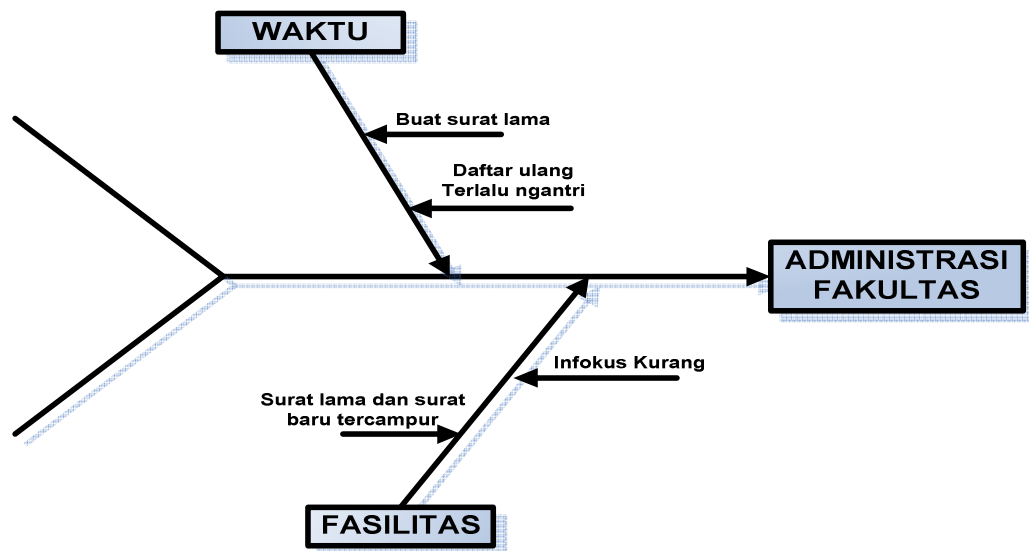 WAKTU
Buat surat lama
Daftar ulang
Terlalu ngantri
ADMINISTRASI
FAKULTAS
Infokus Kurang
Surat lama dan surat
baru tercampur
FASILITAS